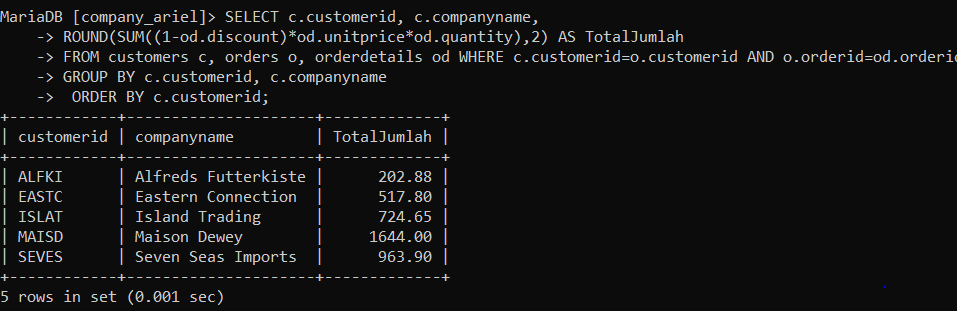 MariaDB [company_ariel]> SELECT c.customerid, c.companyname,
    -> ROUND(SUM((1-od.discount)*od.unitprice*od.quantity),2) AS TotalJumlah
    -> FROM customers c, orders o, orderdetails od WHERE c.customerid=o.customerid AND o.orderid=od.orderid
    -> GROUP BY c.customerid, c.companyname
    ->  ORDER BY c.customerid;
+------------+--------------------+-------------+
| customerid | companyname        | TotalJumlah |
+------------+--------------------+-------------+
| ALFKI      | Alfreds Futterkiste |      202.88 |
| EASTC      | Eastern Connection  |      517.80 |
| ISLAT      | Island Trading      |      724.65 |
| MAISD      | Maison Dewey        |     1644.00 |
| SEVES      | Seven Seas Imports  |      963.90 |
+------------+--------------------+-------------+
5 rows in set (0.001 sec)